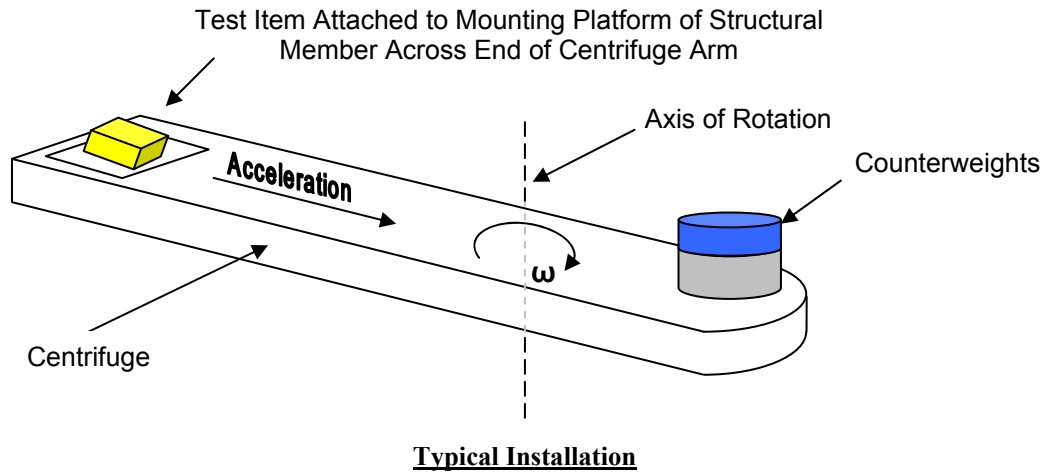 Test Item Attached to Mounting Platform of Structural
Member Across End of Centrifuge Arm
Axis of Rotation
Counterweights
Acceleration
ω
Centrifuge
Typical Installation